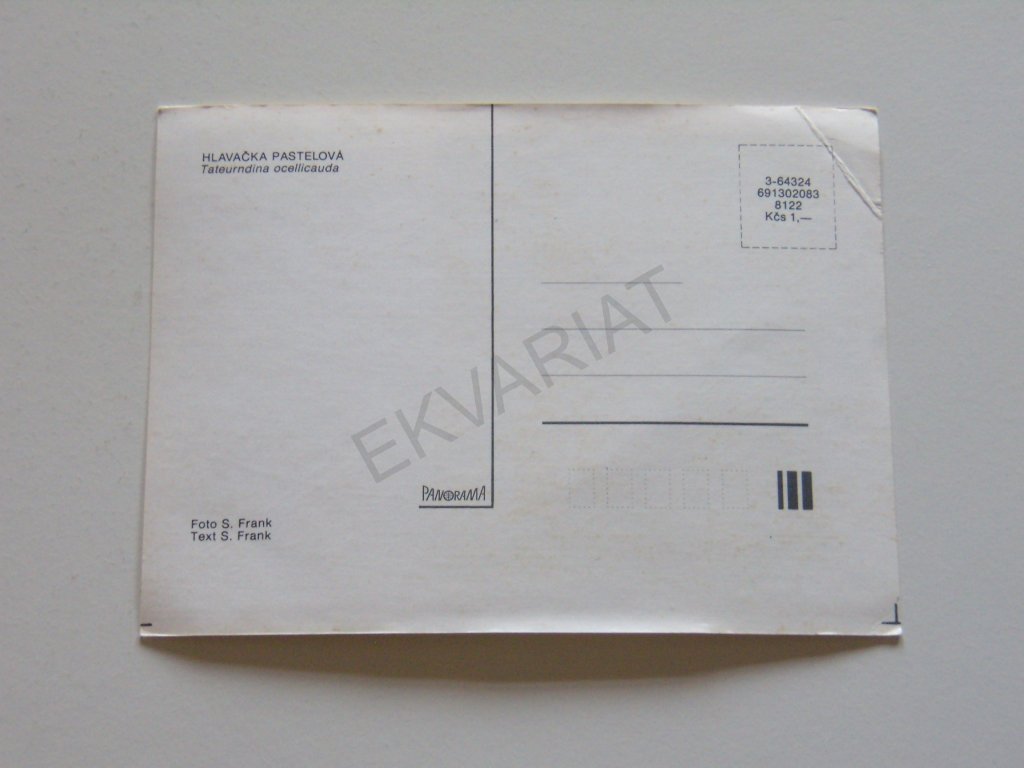 HLAVAČKA PASTELOVÁ
Tateurndina ocellicauda
3-64324
691302083
8122
Kčs 1,—
EKVARIAT
PANORAMA
Foto S. Frank
Text S. Frank